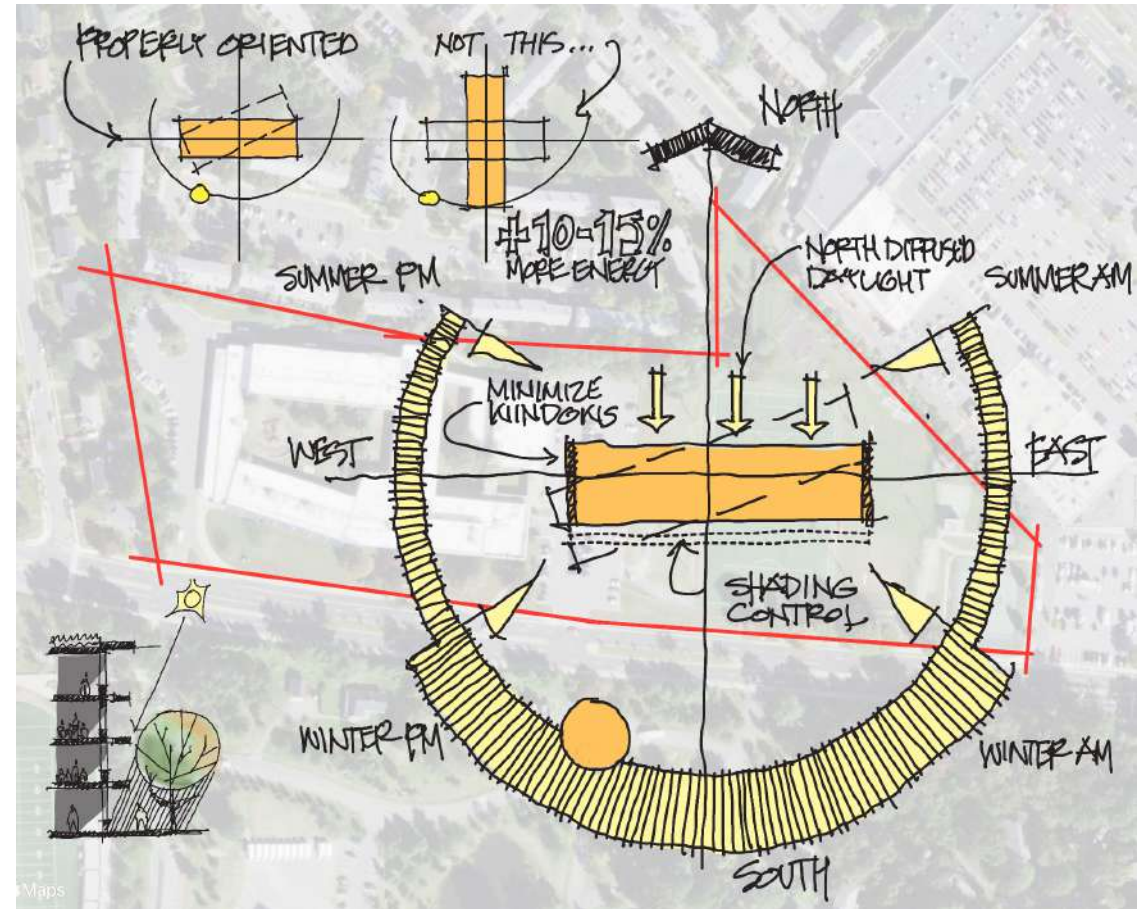 PROPERLY ORIENTED
NOT THIS...
NORTH
+10-15%
MORE ENERGY
SUMMER PM
NORTH DIFFUSED
DAYLIGHT
SUMMER AM
MINIMIZE
WINDOWS
WEST
EAST
SHADING
CONTROL
WINTER PM
WINTER AM
SOUTH
Maps